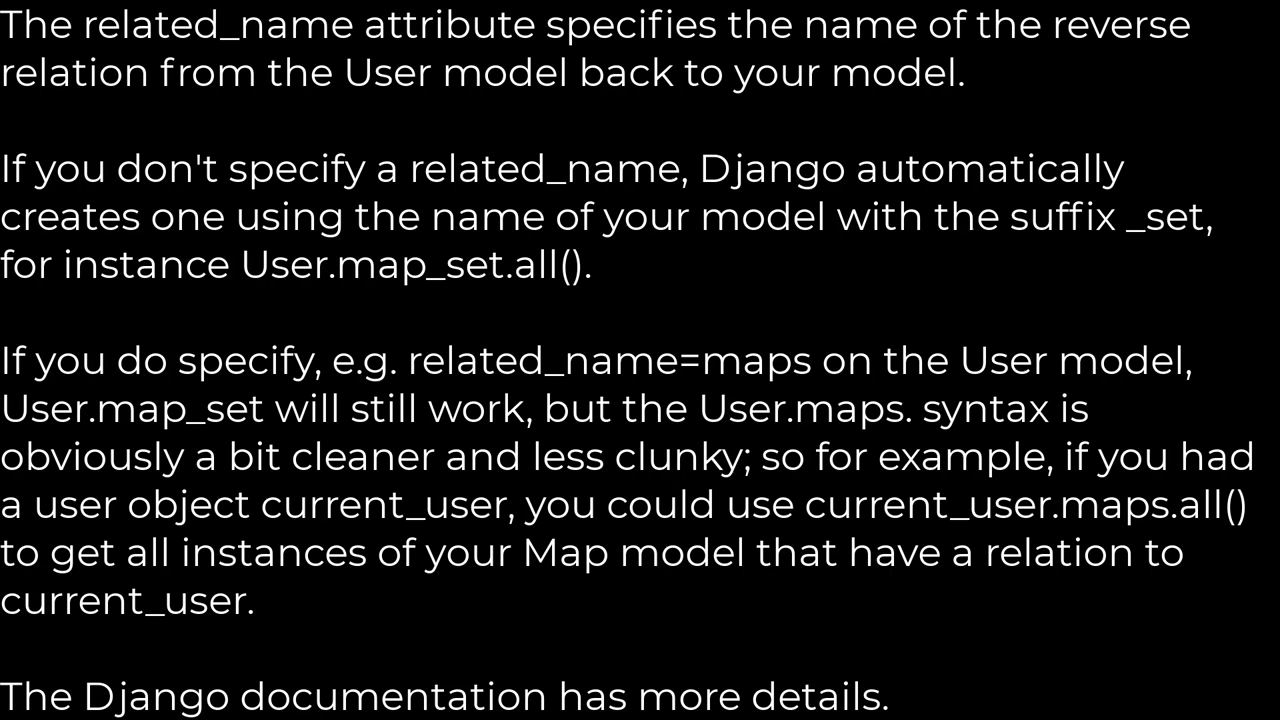 The related_name attribute specifies the name of the reverse
relation from the User model back to your model.
If you don't specify a related_name, Django automatically
creates one using the name of your model with the suffix _set,
for instance User.map_set.all().
If you do specify, e.g. related_name=maps on the User model,
User.map_set will still work, but the User.maps. syntax is
obviously a bit cleaner and less clunky; so for example, if you had
a user object current_user, you could use current_user.maps.all()
to get all instances of your Map model that have a relation to
current_user.
The Django documentation has more details.